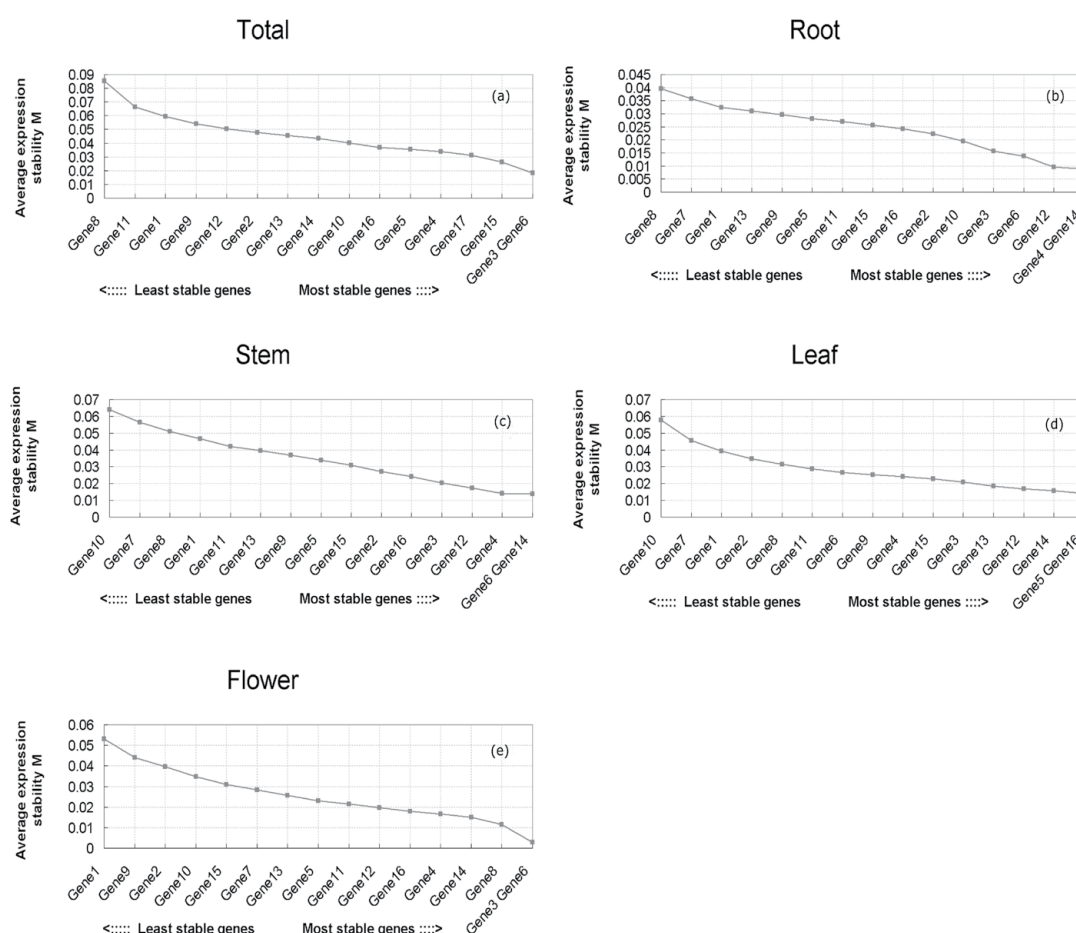 Total
Average expression
stability M
0.09
0.08
0.07
0.06
0.05
0.04
0.03
0.02
0.01
0
(a)
Gene8 Gene11 Gene1 Gene9 Gene12 Gene2 Gene13 Gene14 Gene10 Gene16 Gene5 Gene4 Gene17 Gene15 Gene3 Gene6
<::::: Least stable genes Most stable genes ::::>
Root
Average expression
stability M
0.045
0.04
0.035
0.03
0.025
0.02
0.015
0.01
0.005
0
(b)
Gene8 Gene7 Gene1 Gene13 Gene9 Gene5 Gene11 Gene15 Gene16 Gene2 Gene10 Gene3 Gene6 Gene12 Gene4 Gene14
<::::: Least stable genes Most stable genes ::::>
Stem
Average expression
stability M
0.07
0.06
0.05
0.04
0.03
0.02
0.01
0
(c)
Gene10 Gene7 Gene8 Gene1 Gene11 Gene13 Gene9 Gene5 Gene15 Gene2 Gene16 Gene3 Gene12 Gene4 Gene6 Gene14
<::::: Least stable genes Most stable genes ::::>
Leaf
Average expression
stability M
0.07
0.06
0.05
0.04
0.03
0.02
0.01
0
(d)
Gene10 Gene7 Gene1 Gene2 Gene8 Gene11 Gene6 Gene9 Gene4 Gene15 Gene3 Gene13 Gene12 Gene14 Gene5 Gene16
<::::: Least stable genes Most stable genes ::::>
Flower
Average expression
stability M
0.06
0.05
0.04
0.03
0.02
0.01
0
(e)
Gene1 Gene9 Gene2 Gene10 Gene15 Gene7 Gene13 Gene5 Gene11 Gene12 Gene16 Gene4 Gene14 Gene8 Gene3 Gene6
<::::: Least stable genes Most stable genes ::::>